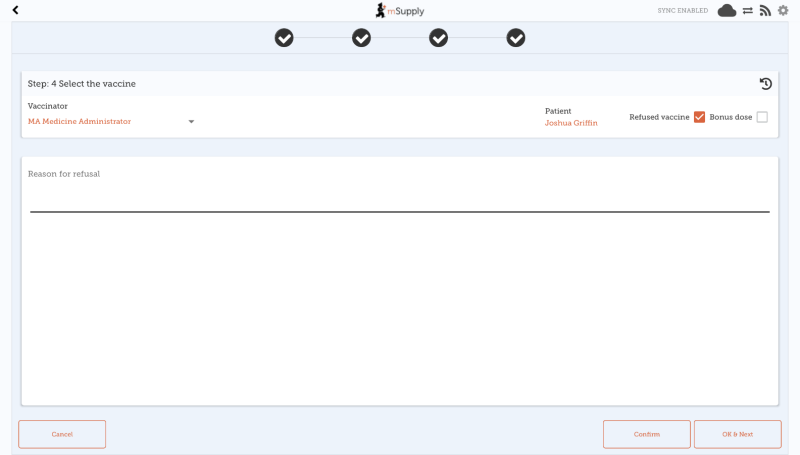 mSupply
SYNC ENABLED
Step: 4 Select the vaccine
Vaccinator
MA Medicine Administrator
Patient
Joshua Griffin
Refused vaccine
Bonus dose
Reason for refusal
Cancel
Confirm
OK & Next